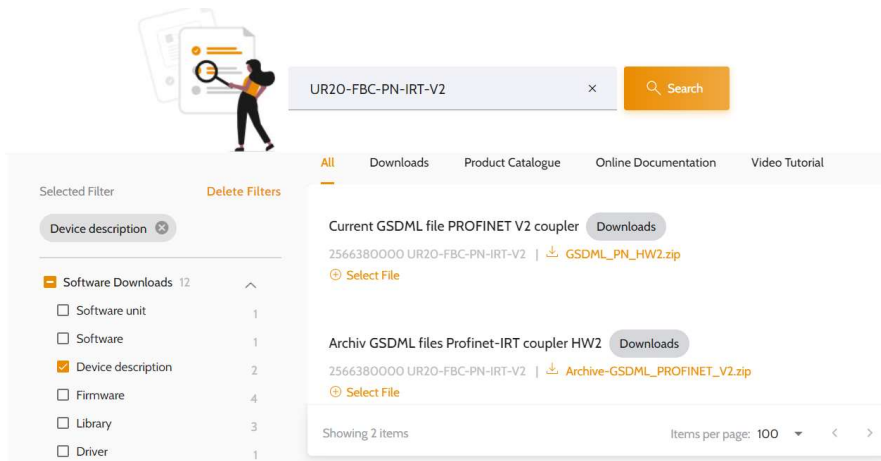 UR20-FBC-PN-IRT-V2 ×
Search
All Downloads Product Catalogue Online Documentation Video Tutorial
Selected Filter Delete Filters
Device description
Software Downloads 12
Software unit 1
Software 1
Device description 2
Firmware 4
Library 3
Driver 1
Current GSDML file PROFINET V2 coupler Downloads
2566380000 UR20-FBC-PN-IRT-V2 | GSDML_PN_HW2.zip
Select File
Archiv GSDML files Profinet-IRT coupler HW2 Downloads
2566380000 UR20-FBC-PN-IRT-V2 | Archive-GSDML_PROFINET_V2.zip
Select File
Showing 2 items Items per page: 100